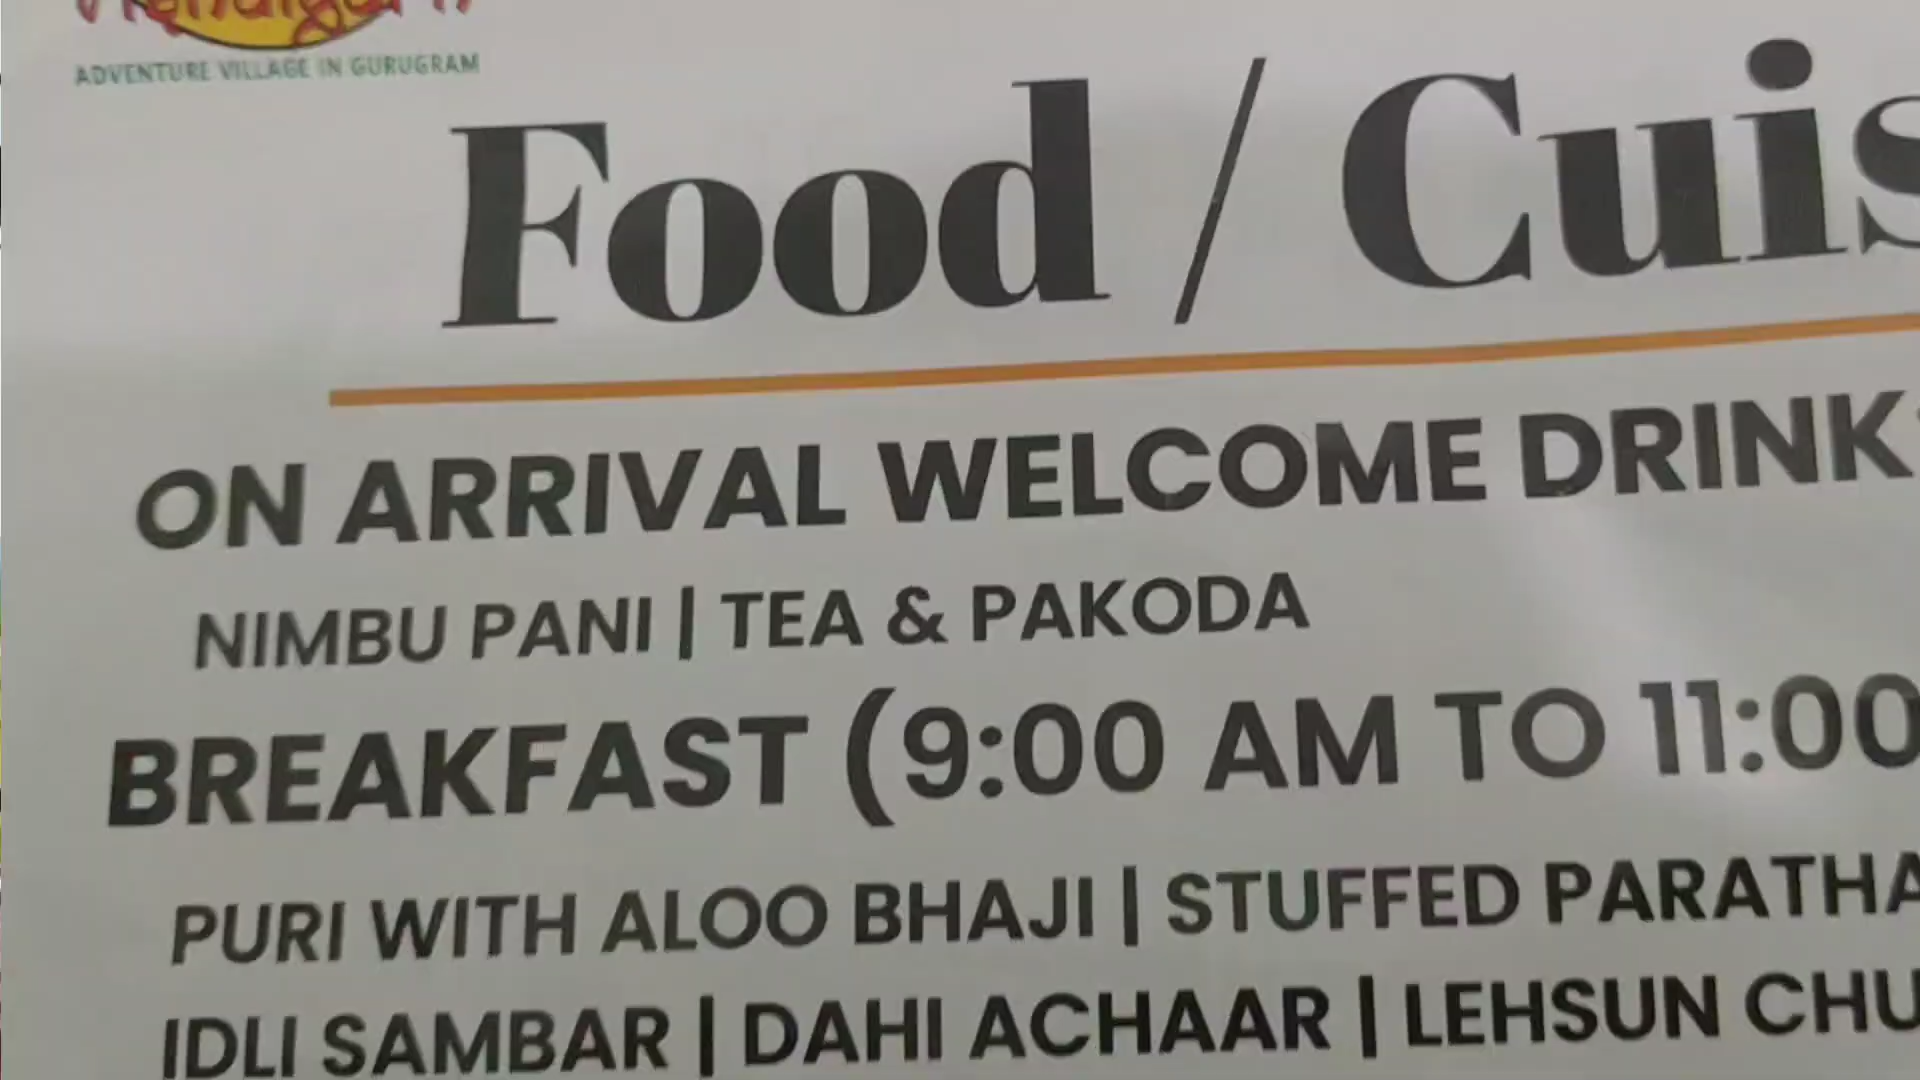 ADVENTURE VILLAGE IN GURUGRAM
Food / Cuis
ON ARRIVAL WELCOME DRINK
NIMBU PANI | TEA & PAKODA
BREAKFAST (9:00 AM TO 11:00
PURI WITH ALOO BHAJI | STUFFED PARATHA
IDLI SAMBAR | DAHI ACHAAR | LEHSUN CHU